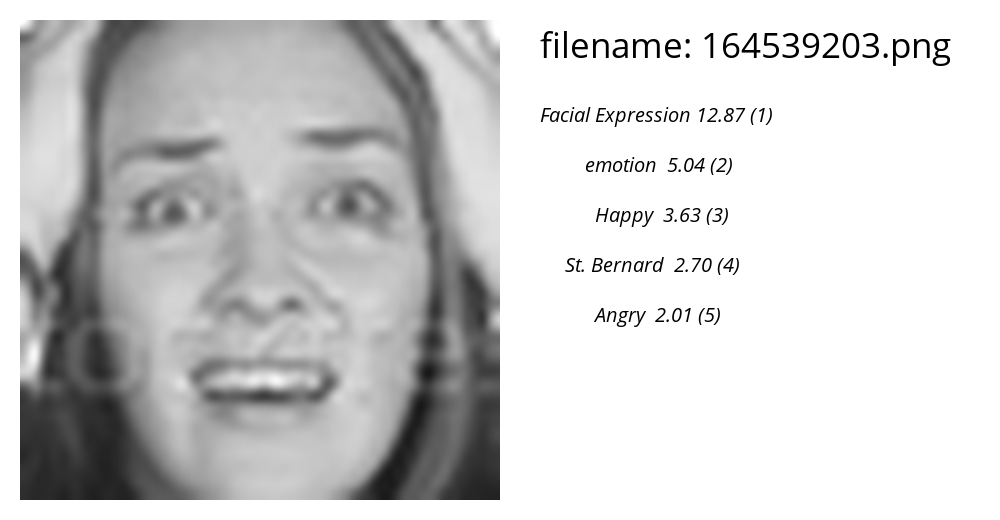 filename: 164539203.png
Facial Expression 12.87 (1)
emotion 5.04 (2)
Happy 3.63 (3)
St. Bernard 2.70 (4)
Angry 2.01 (5)